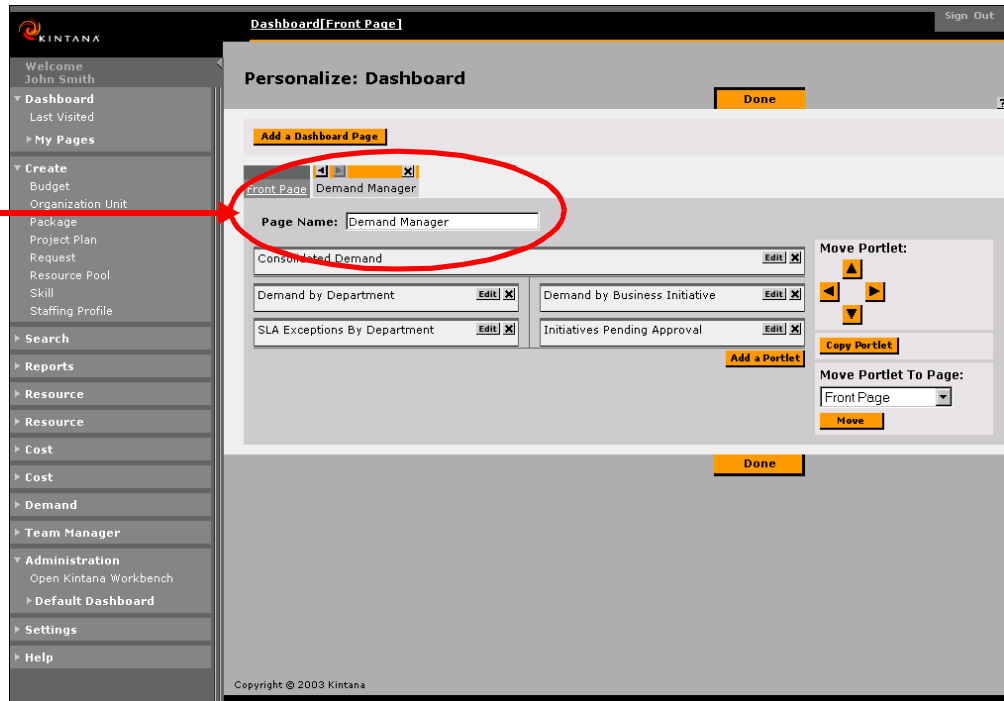 KINTANA
Dashboard[Front Page]
Sign Out
Welcome
John Smith
Dashboard
Last Visited
My Pages
Create
Budget
Organization Unit
Package
Project Plan
Request
Resource Pool
Skill
Staffing Profile
Search
Reports
Resource
Resource
Cost
Cost
Demand
Team Manager
Administration
Open Kintana Workbench
Default Dashboard
Settings
Help
Personalize: Dashboard
Done
?
Add a Dashboard Page
Front Page
Demand Manager
Page Name: Demand Manager
Consolidated Demand Edit X
Demand by Department Edit X
Demand by Business Initiative Edit X
SLA Exceptions By Department Edit X
Initiatives Pending Approval Edit X
Add a Portlet
Move Portlet:
Copy Portlet
Move Portlet To Page:
Front Page
Move
Done
Copyright © 2003 Kintana